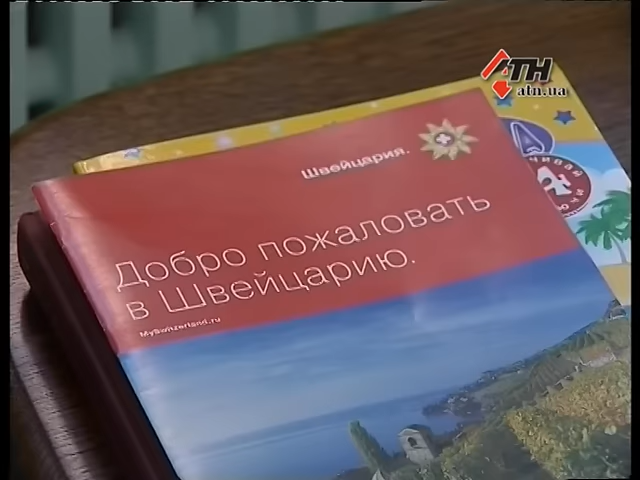 АТН
atn.ua
Швейцария.
Добро пожаловать
в Швейцарию.
MySwitzerland.ru